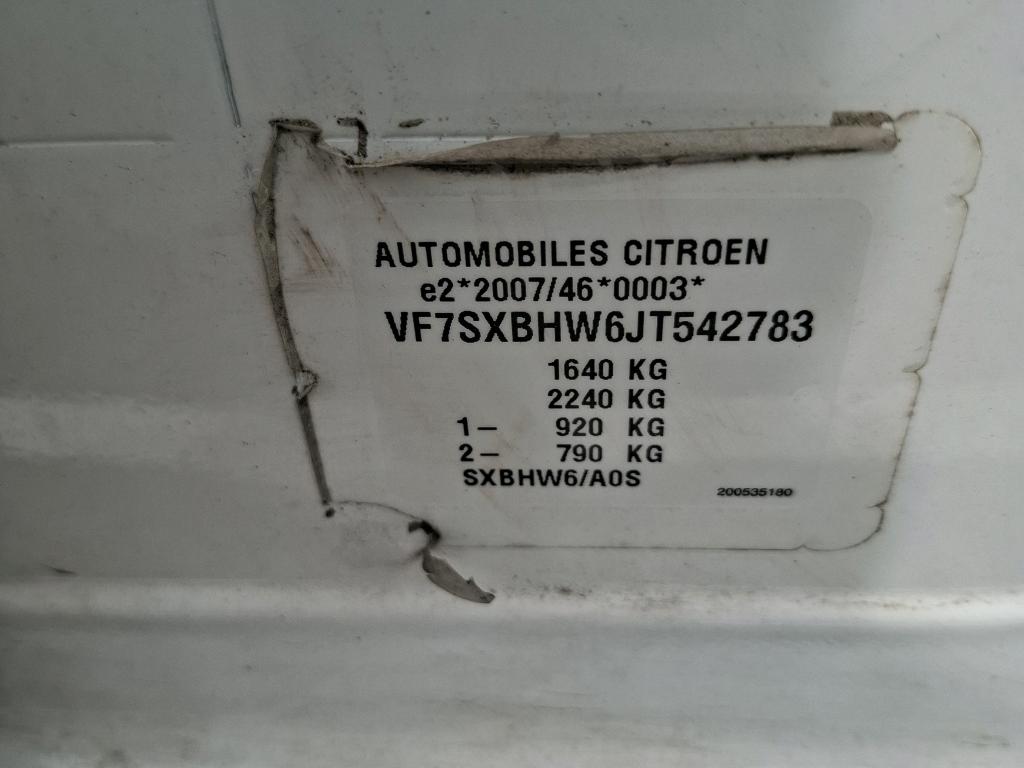 AUTOMOBILES CITROEN
e2*2007/46*0003*
VF7SXBHW6JT542783
1640 KG
2240 KG
1– 920 KG
2– 790 KG
SXBHW6/A0S
200535180